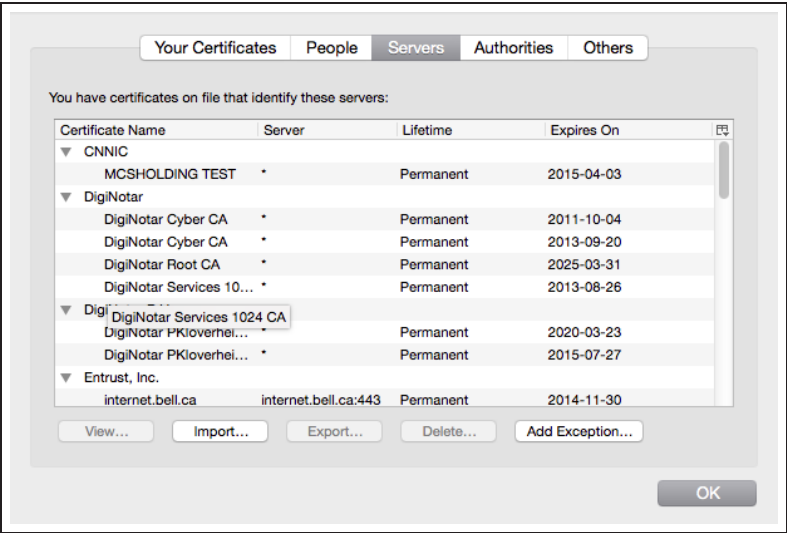 Your Certificates People Servers Authorities Others
You have certificates on file that identify these servers:
Certificate Name Server Lifetime Expires On
CNNIC
MCSHOLDING TEST * Permanent 2015-04-03
DigiNotar
DigiNotar Cyber CA * Permanent 2011-10-04
DigiNotar Cyber CA * Permanent 2013-09-20
DigiNotar Root CA * Permanent 2025-03-31
DigiNotar Services 10... * Permanent 2013-08-26
DigiNotar Services 1024 CA
DigiNotar PKIoverhei... * Permanent 2020-03-23
DigiNotar PKIoverhei... * Permanent 2015-07-27
Entrust, Inc.
internet.bell.ca internet.bell.ca:443 Permanent 2014-11-30
View... Import... Export... Delete... Add Exception...
OK